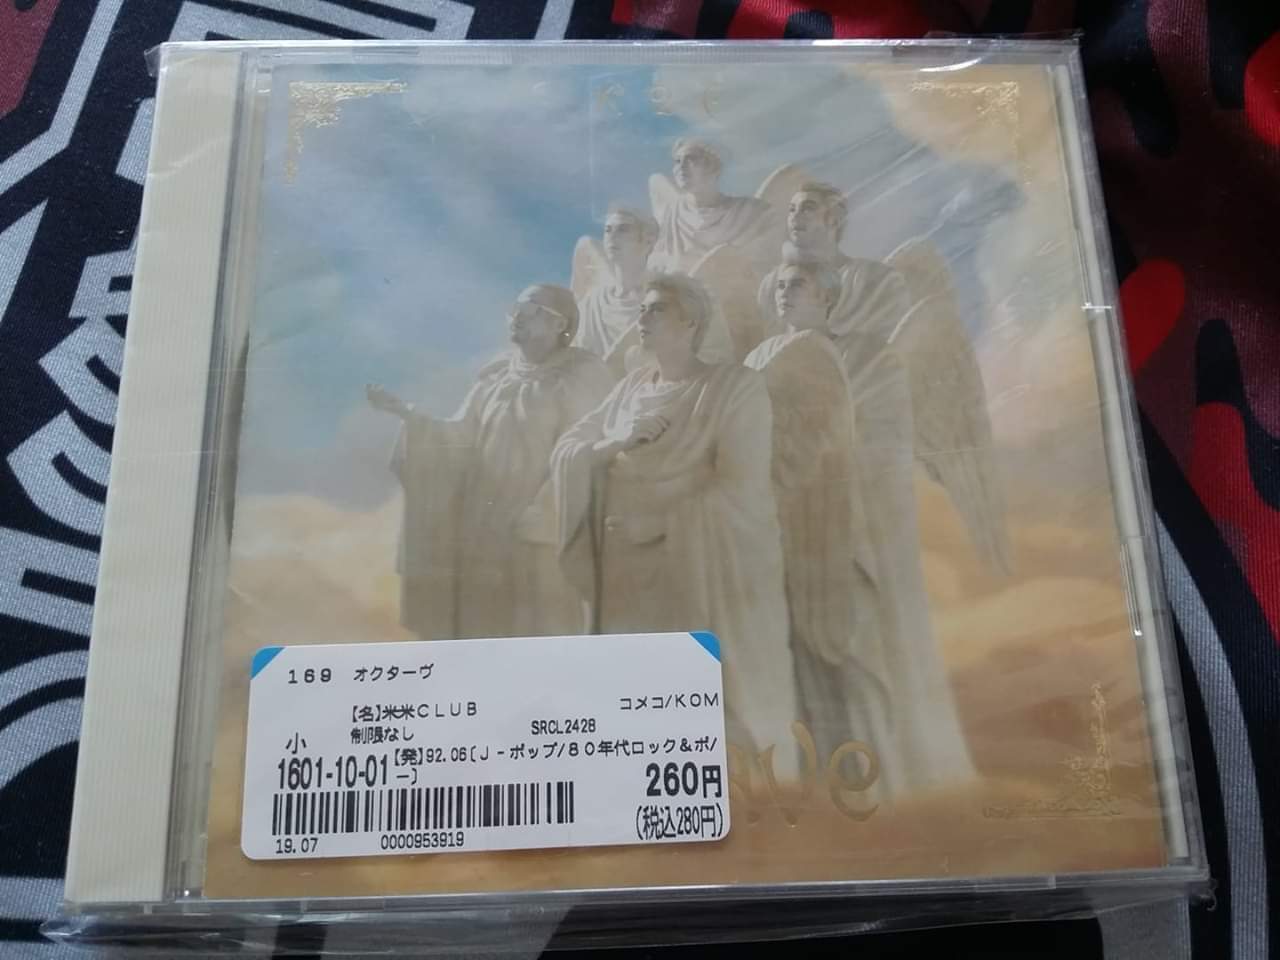 K2C
169 オクターヴ
【名】米米CLUB コメコ/KOM
小 制限なし SRCL2428
1601-10-01 【発】92.06〔J-ポップ/80年代ロック&ポ/
—〕 260円
(税込280円)
19.07 0000953919
ave